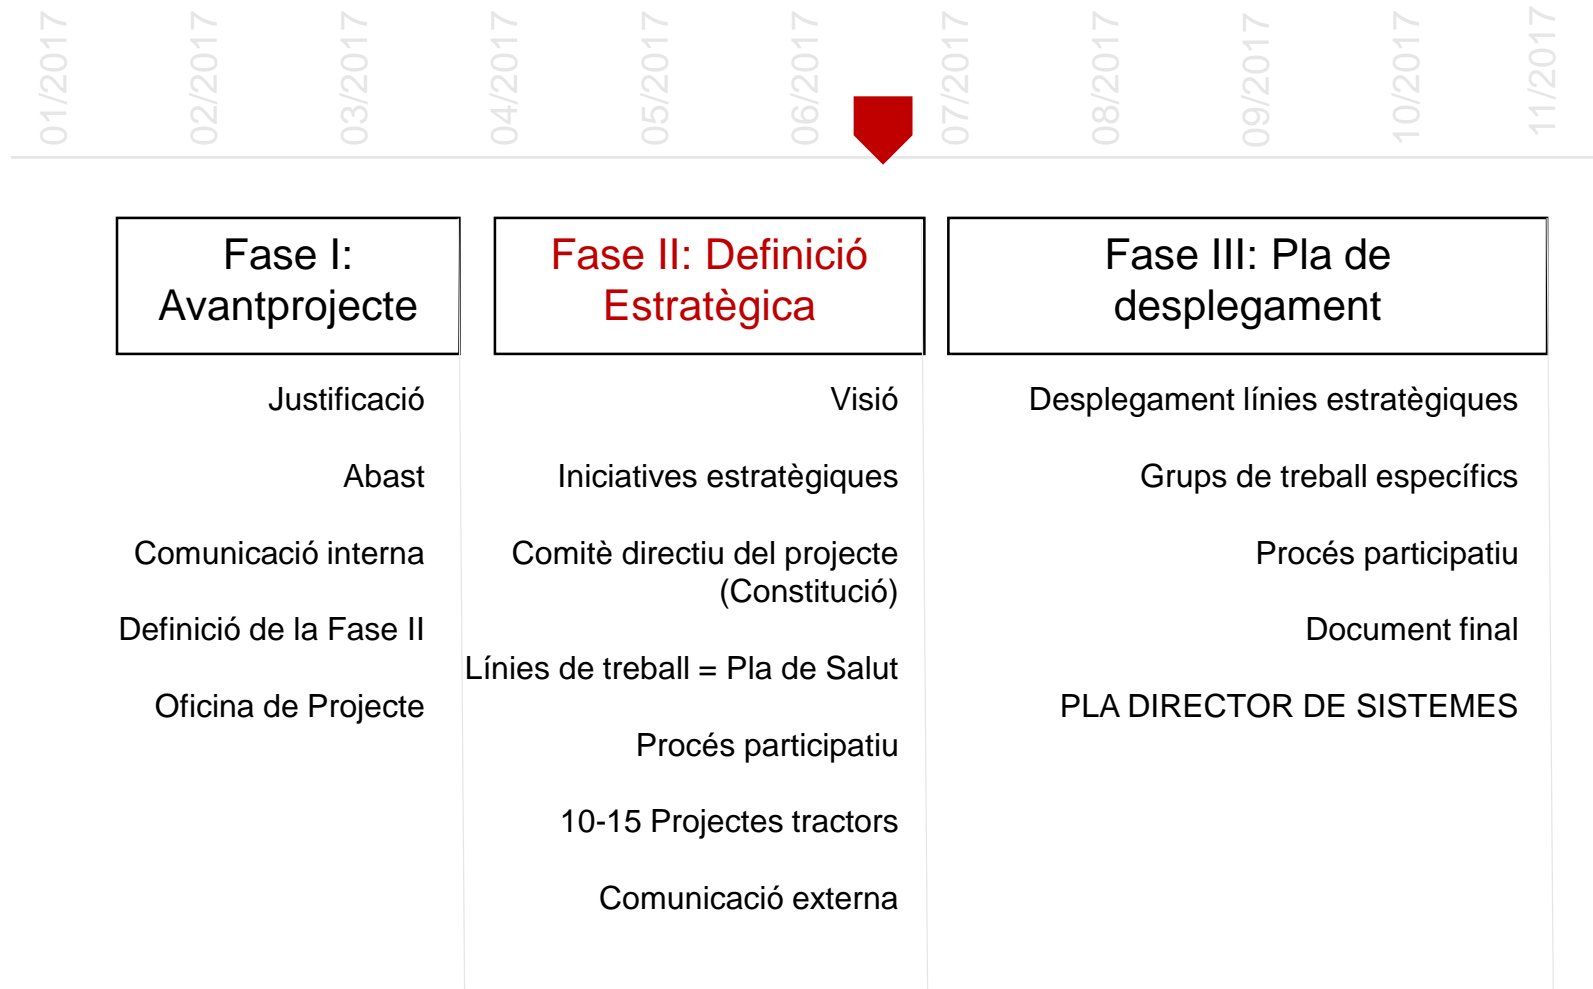 01/2017
02/2017
03/2017
04/2017
05/2017
06/2017
07/2017
08/2017
09/2017
10/2017
11/2017
Fase I:
Avantprojecte
Justificació
Abast
Comunicació interna
Definició de la Fase II
Oficina de Projecte
Fase II: Definició
Estratègica
Visió
Iniciatives estratègiques
Comitè directiu del projecte
(Constitució)
Línies de treball = Pla de Salut
Procés participatiu
10-15 Projectes tractors
Comunicació externa
Fase III: Pla de
desplegament
Desplegament línies estratègiques
Grups de treball específics
Procés participatiu
Document final
PLA DIRECTOR DE SISTEMES